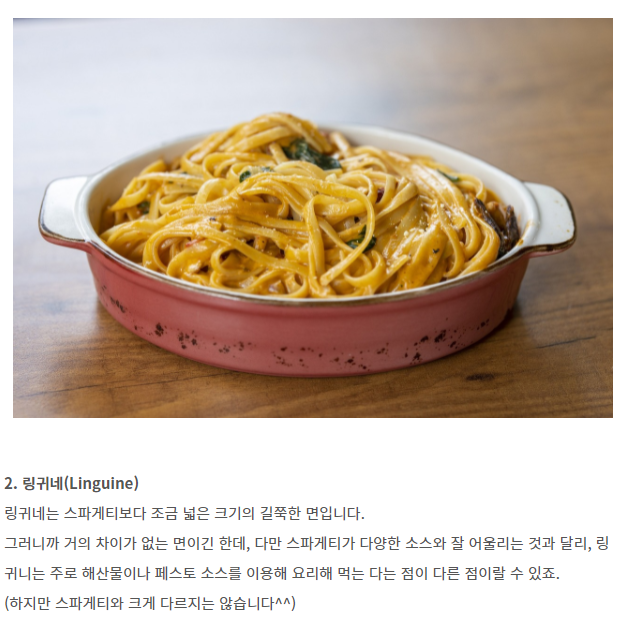 2. 링귀네(Linguine)
링귀네는 스파게티보다 조금 넓은 크기의 길쭉한 면입니다.
그러니까 거의 차이가 없는 면이긴 한데, 다만 스파게티가 다양한 소스와 잘 어울리는 것과 달리, 링
귀니는 주로 해산물이나 페스토 소스를 이용해 요리해 먹는 다는 점이 다른 점이랄 수 있죠.
(하지만 스파게티와 크게 다르지는 않습니다^^)